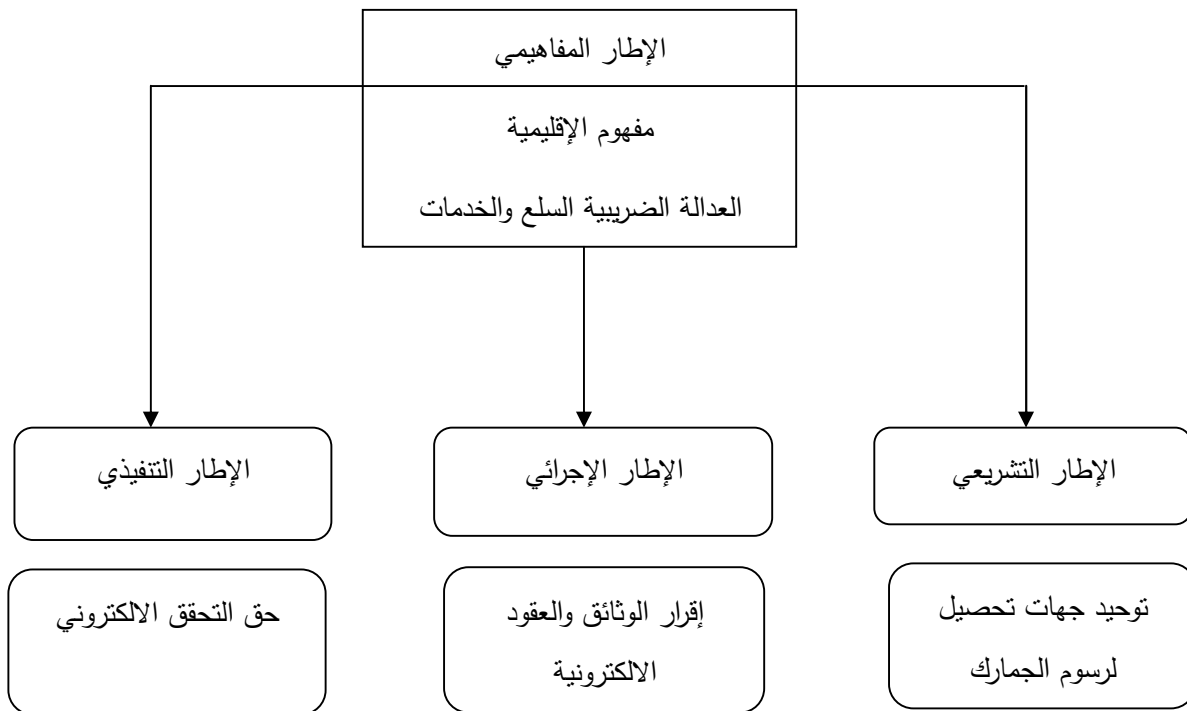 الإطار المفاهيمي
مفهوم الإقليمية
العدالة الضريبية السلع والخدمات
الإطار التشريعي
الإطار الإجرائي
الإطار التنفيذي
توحيد جهات تحصيل
لرسوم الجمارك
إقرار الوثائق والعقود
الالكترونية
حق التحقق الالكتروني